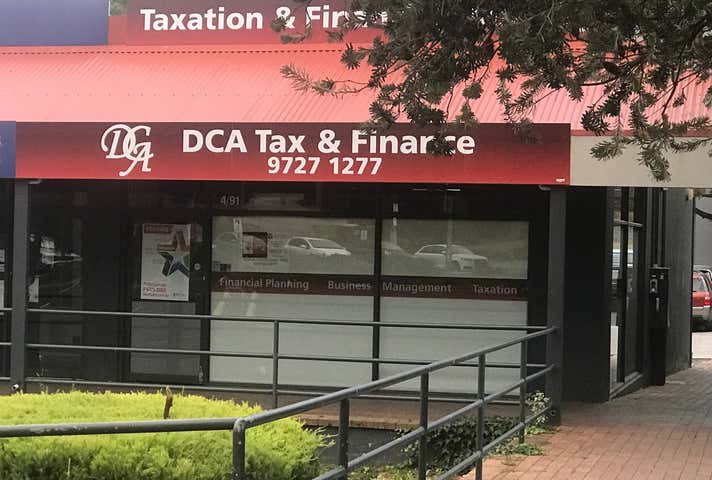 Taxation &
DCA
DCA Tax & Finance
9727 1277
4/91
Financial Planning Business Management Taxation